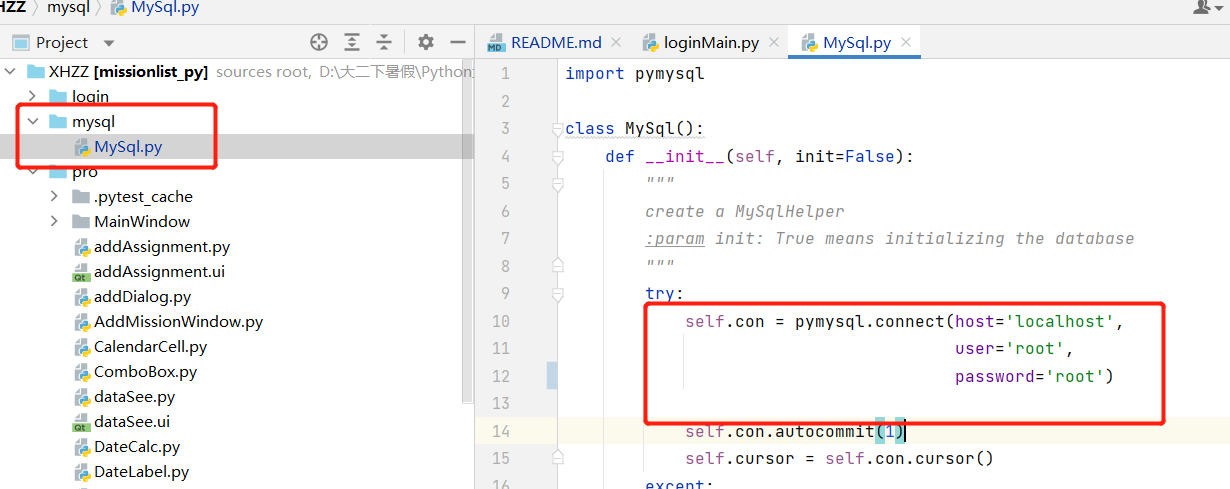 HZZ mysql MySql.py
Project
README.md
loginMain.py
MySql.py
XHZZ [missionlist_py] sources root, D:\大二下暑假\Python
login
mysql
MySql.py
pro
.pytest_cache
MainWindow
addAssignment.py
addAssignment.ui
addDialog.py
AddMissionWindow.py
CalendarCell.py
ComboBox.py
dataSee.py
dataSee.ui
DateCalc.py
DateLabel.py
1 import pymysql
2
3 class MySql():
4 def __init__(self, init=False):
5 """
6 create a MySqlHelper
7 :param init: True means initializing the database
8 """
9 try:
10 self.con = pymysql.connect(host='localhost',
11 user='root',
12 password='root')
13
14 self.con.autocommit(1)
15 self.cursor = self.con.cursor()
16 except: